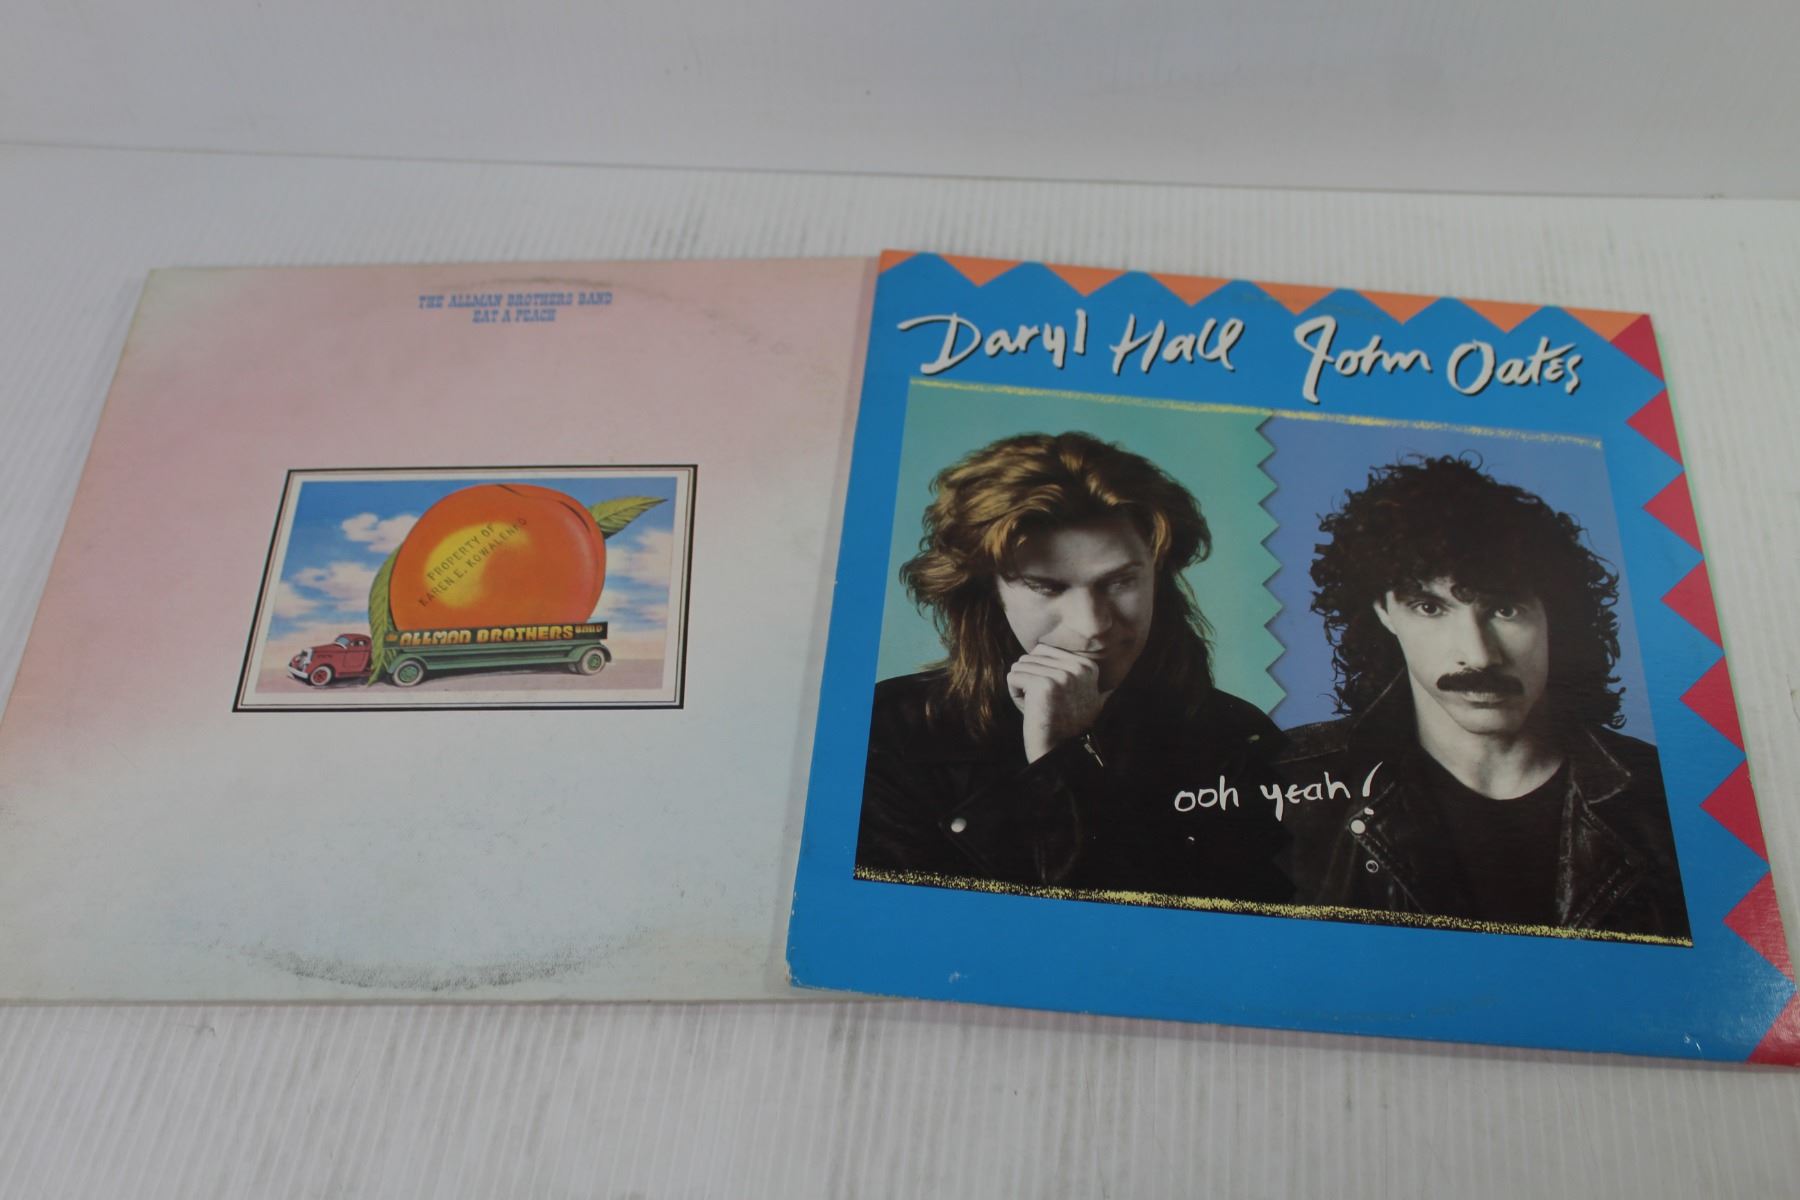 THE ALLMAN BROTHERS BAND
EAT A PEACH
PROPERTY OF
KAREN E. KOWALENKO
the ALLMAN BROTHERS BAND
Daryl Hall John Oates
ooh yeah!